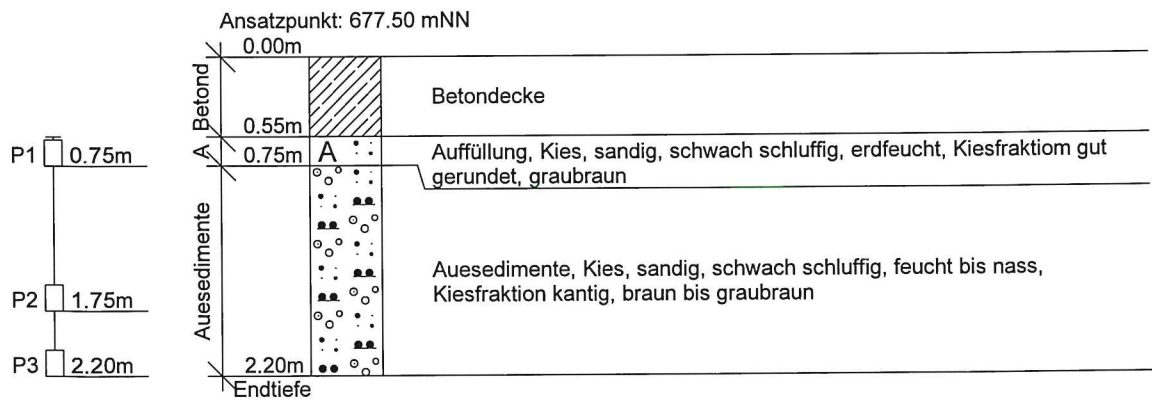 Ansatzpunkt: 677.50 mNN
0.00m
Betond
Betondecke
0.55m
P1 0.75m
A
0.75m
A
Auffüllung, Kies, sandig, schwach schluffig, erdfeucht, Kiesfraktiom gut
gerundet, graubraun
Auesedimente
Auesedimente, Kies, sandig, schwach schluffig, feucht bis nass,
Kiesfraktion kantig, braun bis graubraun
P2 1.75m
P3 2.20m
2.20m
Endtiefe